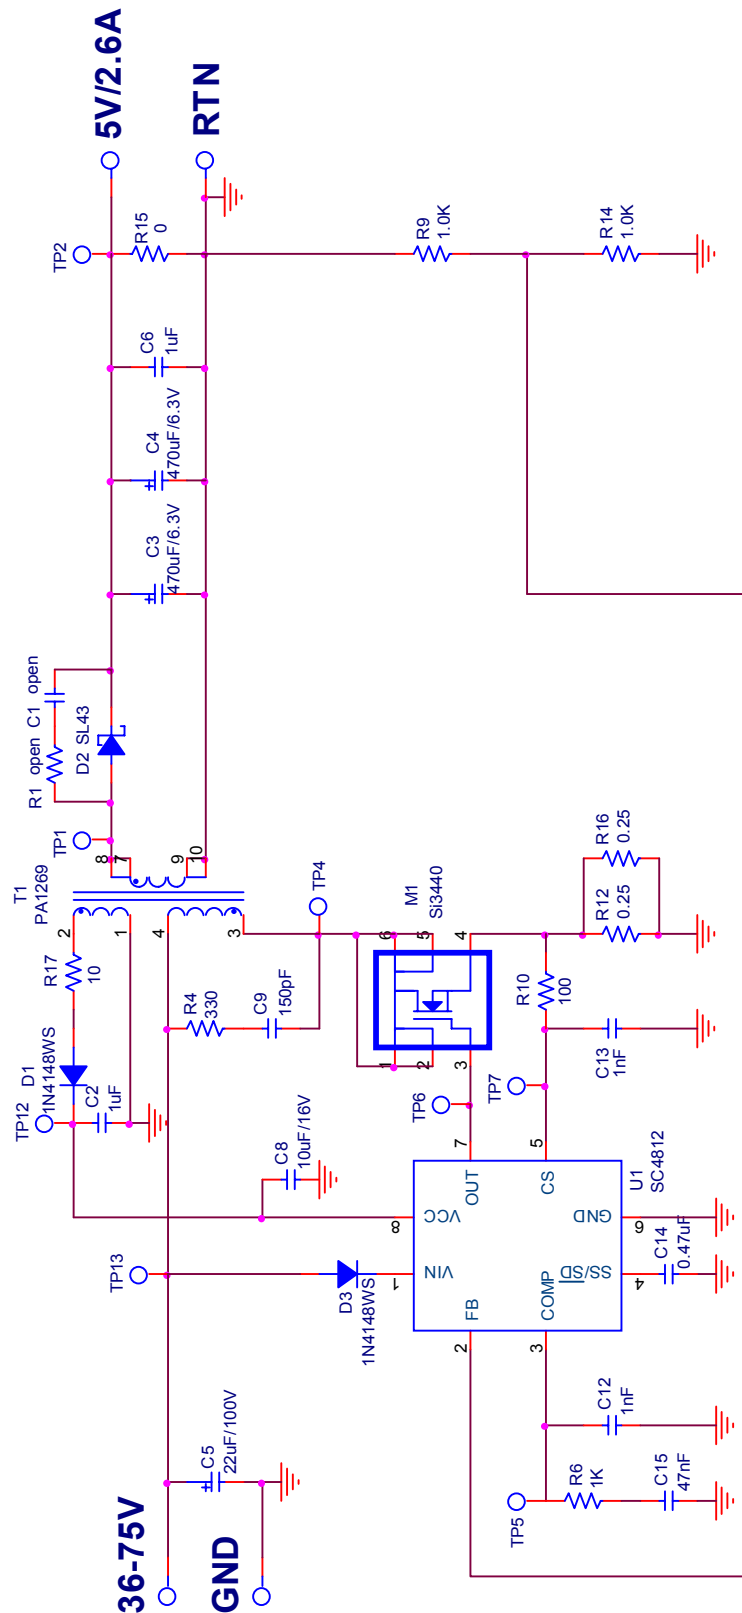 5V/2.6A
RTN
TP2
R15
0
R9
1.0K
R14
1.0K
C6
1uF
C4
470uF/6.3V
C3
470uF/6.3V
R1 open
C1 open
D2 SL43
TP1
T1
PA1269
8
7
9
10
2
1
4
3
R17
10
D1
1N4148WS
TP12
C2
1uF
R4
330
C9
150pF
TP4
M1
Si3440
6
5
4
1
2
3
R16
0.25
R12
0.25
R10
100
C13
1nF
TP6
TP7
C8
10uF/16V
TP13
D3
1N4148WS
7
5
8
6
1
4
2
3
OUT
CS
VCC
GND
VIN
SS/SD
FB
COMP
U1
SC4812
C14
0.47uF
C12
1nF
R6
1K
C15
47nF
TP5
C5
22uF/100V
36-75V
GND